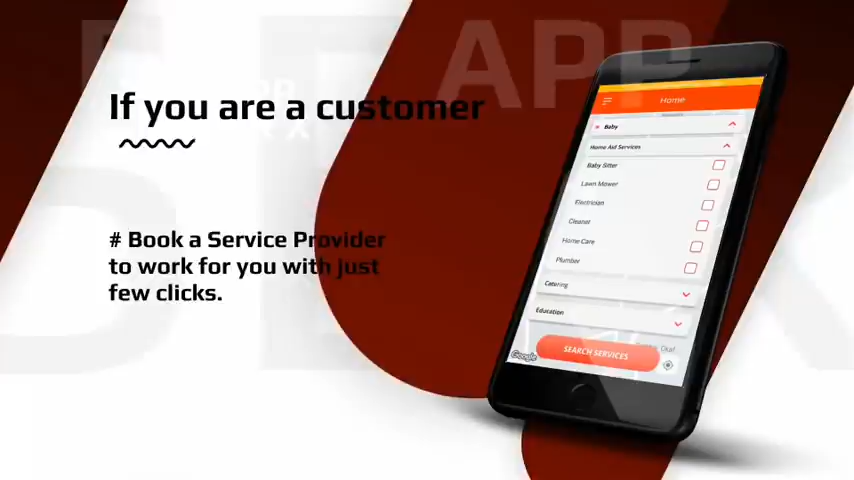 APP
If you are a customer
# Book a Service Provider
to work for you with just
few clicks.
Home
Baby
Home Aid Services
Baby Sitter
Lawn Mower
Electrician
Cleaner
Home Care
Plumber
Catering
Education
Google
SEARCH SERVICES